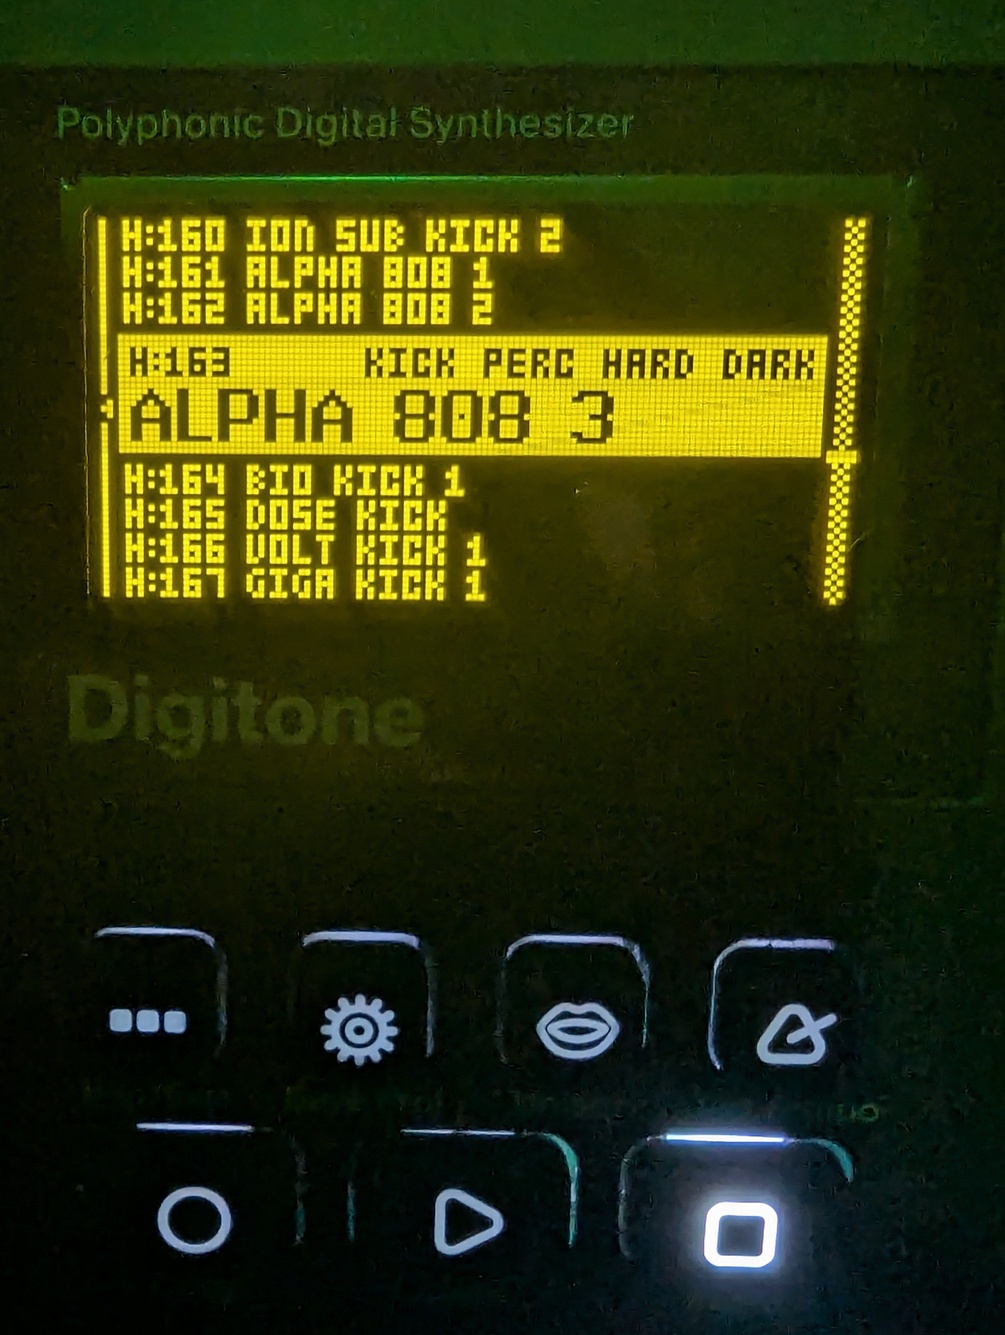 Polyphonic Digital Synthesizer
H:160 ION SUB KICK 2
H:161 ALPHA 808 1
H:162 ALPHA 808 2
H:163 KICK PERC HARD DARK
ALPHA 808 3
H:164 BIO KICK 1
H:165 DOSE KICK
H:166 VOLT KICK 1
H:167 GIGA KICK 1
Digitone